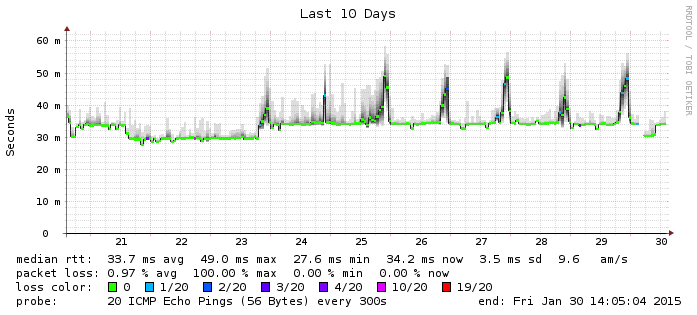 Last 10 Days
RRDTOOL / TOBI OETIKER
Seconds
60 m
50 m
40 m
30 m
20 m
10 m
0
21 22 23 24 25 26 27 28 29 30
median rtt: 33.7 ms avg 49.0 ms max 27.6 ms min 34.2 ms now 3.5 ms sd 9.6 am/s
packet loss: 0.97 % avg 100.00 % max 0.00 % min 0.00 % now
loss color: 0 1/20 2/20 3/20 4/20 10/20 19/20
probe: 20 ICMP Echo Pings (56 Bytes) every 300s end: Fri Jan 30 14:05:04 2015